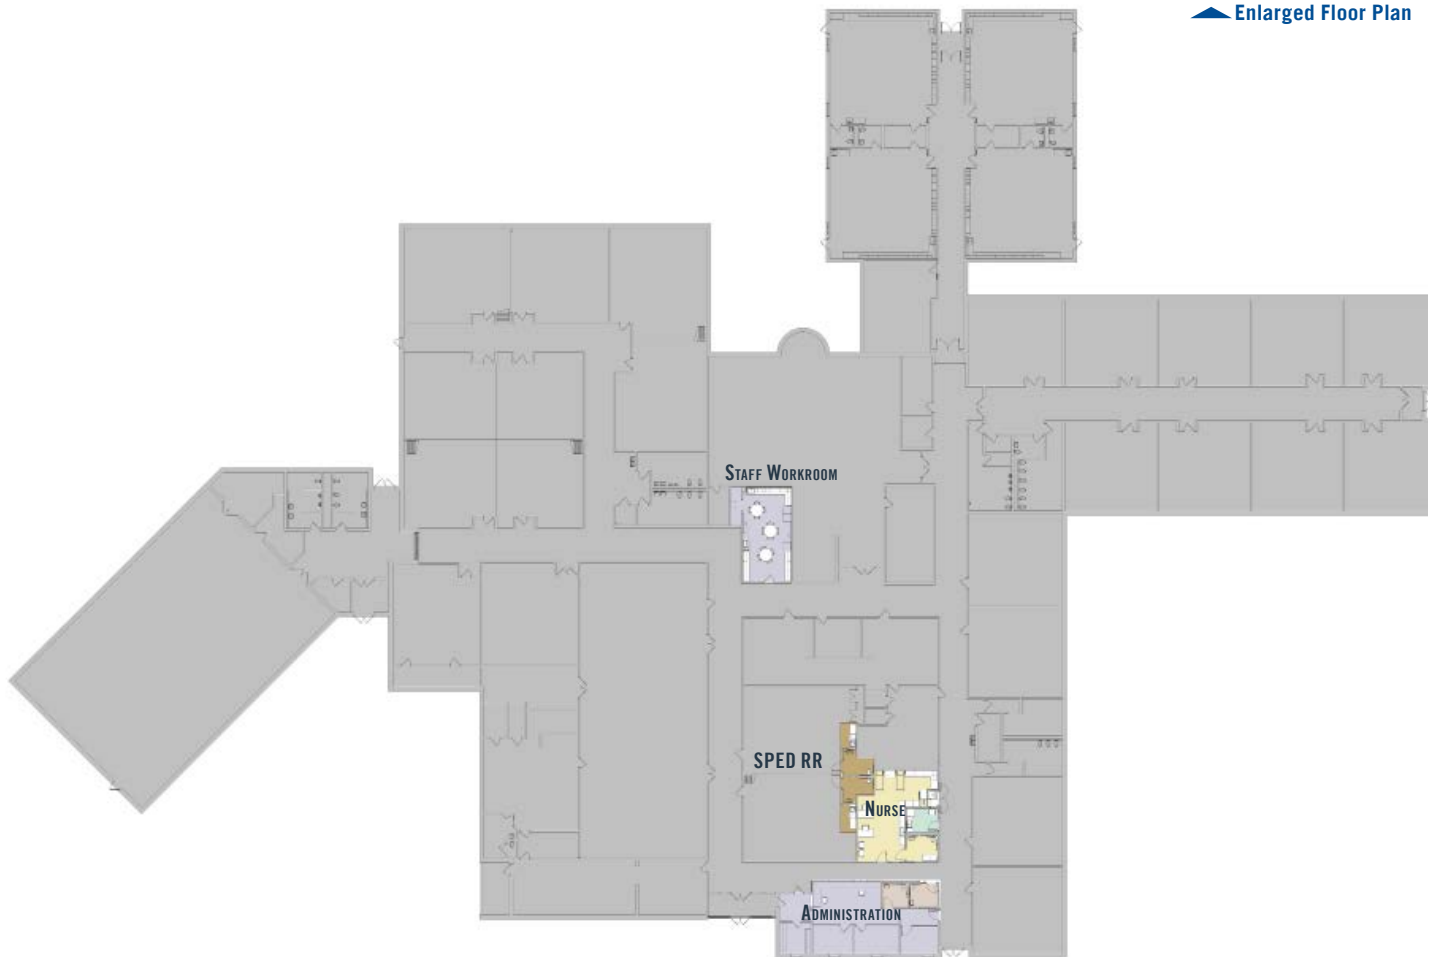 Enlarged Floor Plan
Staff Workroom
SPED RR
Nurse
Administration